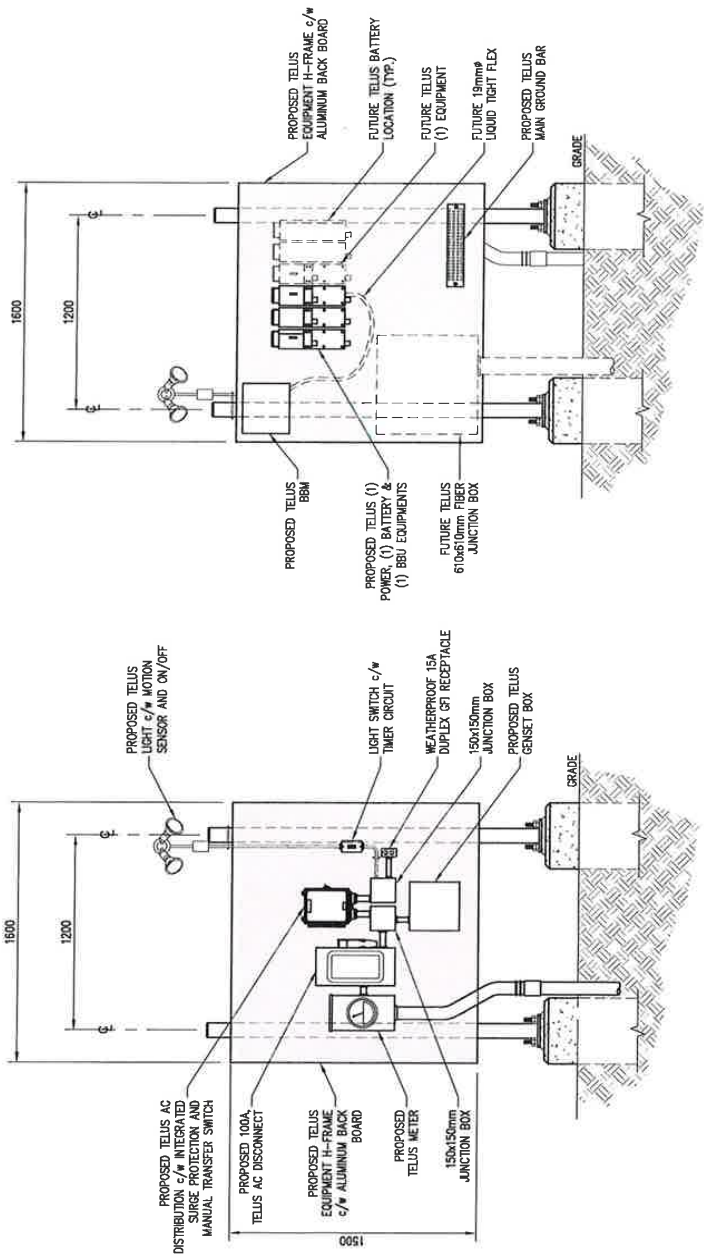 1600
1200
℄
℄
PROPOSED TELUS
LIGHT c/w MOTION
SENSOR AND ON/OFF
PROPOSED TELUS AC
DISTRIBUTION c/w INTEGRATED
SURGE PROTECTION AND
MANUAL TRANSFER SWITCH
PROPOSED 100A,
TELUS AC DISCONNECT
PROPOSED TELUS
EQUIPMENT H-FRAME
c/w ALUMINUM BACK
BOARD
PROPOSED
TELUS METER
150x150mm
JUNCTION BOX
1500
LIGHT SWITCH c/w
TIMER CIRCUIT
WEATHERPROOF 15A
DUPLEX GFI RECEPTACLE
150x150mm
JUNCTION BOX
PROPOSED TELUS
GENSET BOX
GRADE
1600
1200
℄
℄
PROPOSED TELUS
BBM
PROPOSED TELUS (1)
POWER, (1) BATTERY &
(1) BBU EQUIPMENTS
FUTURE TELUS
610x610mm FIBER
JUNCTION BOX
PROPOSED TELUS
EQUIPMENT H-FRAME c/w
ALUMINUM BACK BOARD
FUTURE TELUS BATTERY
LOCATION (TYP.)
FUTURE TELUS
(1) EQUIPMENT
FUTURE 19mmø
LIQUID TIGHT FLEX
PROPOSED TELUS
MAIN GROUND BAR
GRADE